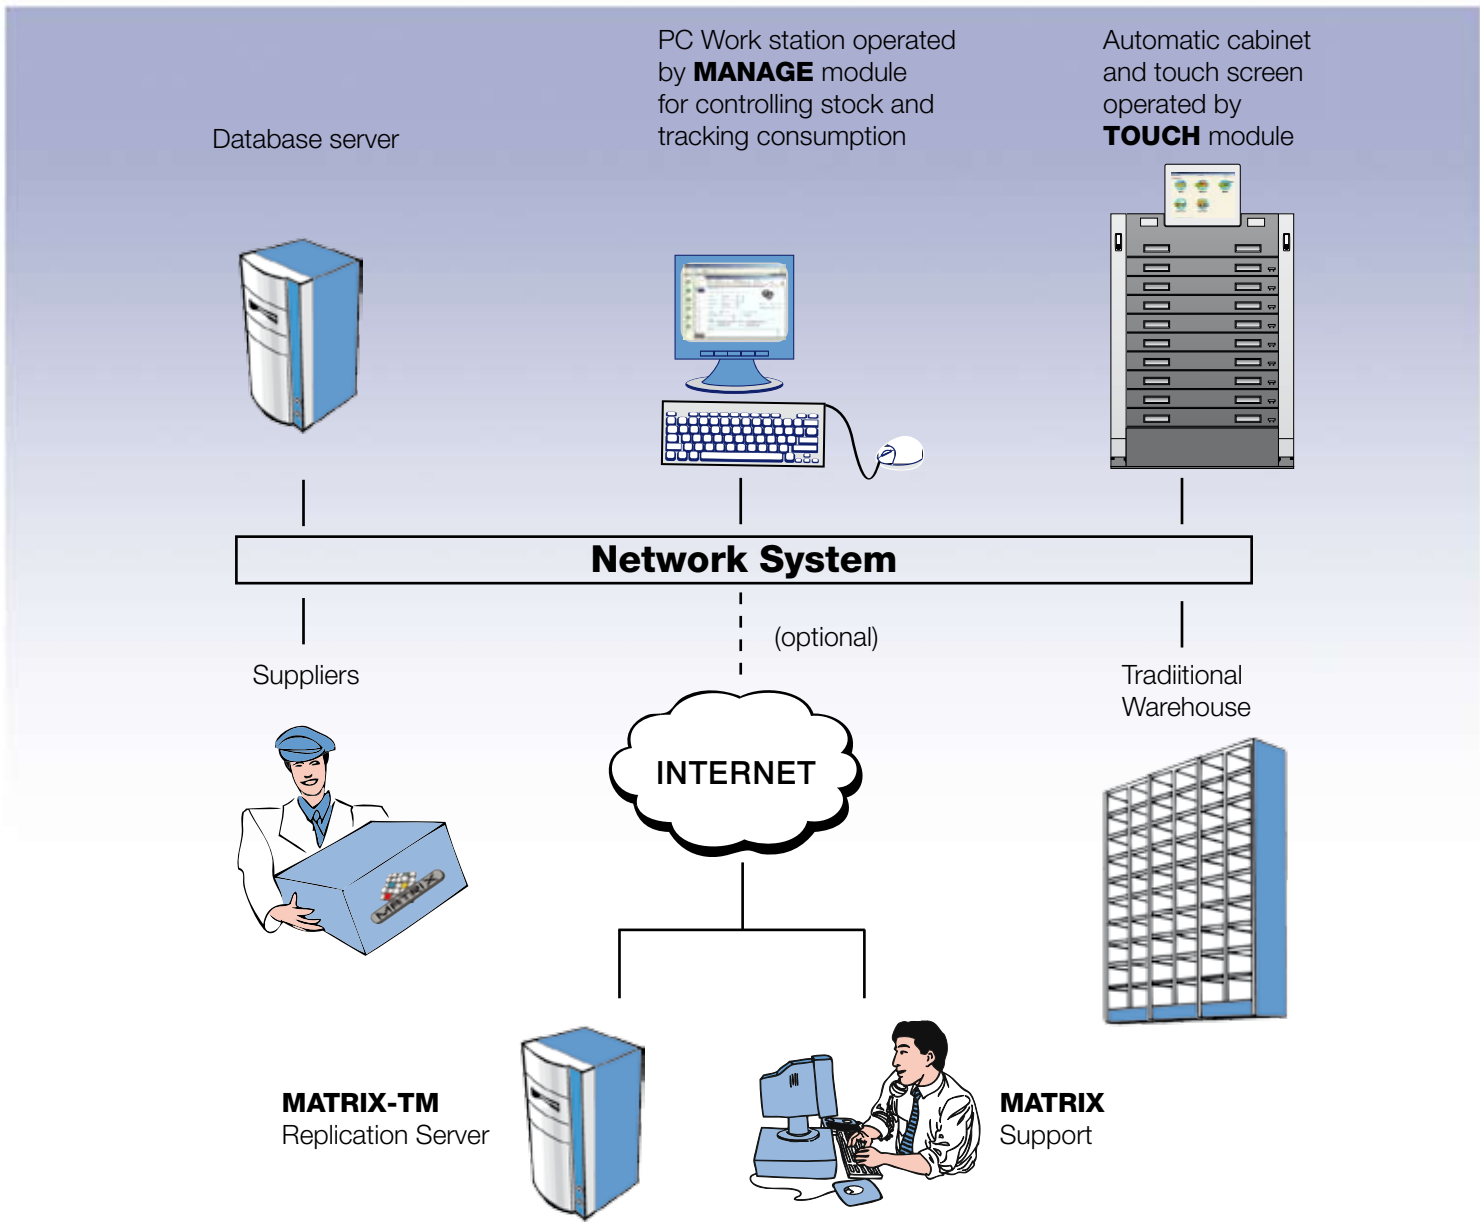 Database server
PC Work station operated
by MANAGE module
for controlling stock and
tracking consumption
Automatic cabinet
and touch screen
operated by
TOUCH module
Network System
(optional)
Suppliers
Tradiitional
Warehouse
INTERNET
MATRIX
MATRIX-TM
Replication Server
MATRIX
Support